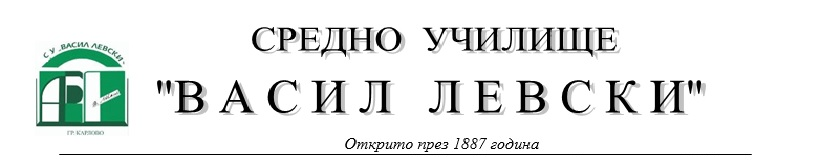 С У "ВАСИЛ ЛЕВСКИ"
ГР. КАРЛОВО
СРЕДНО УЧИЛИЩЕ
"ВАСИЛ ЛЕВСКИ"
Открито през 1887 година